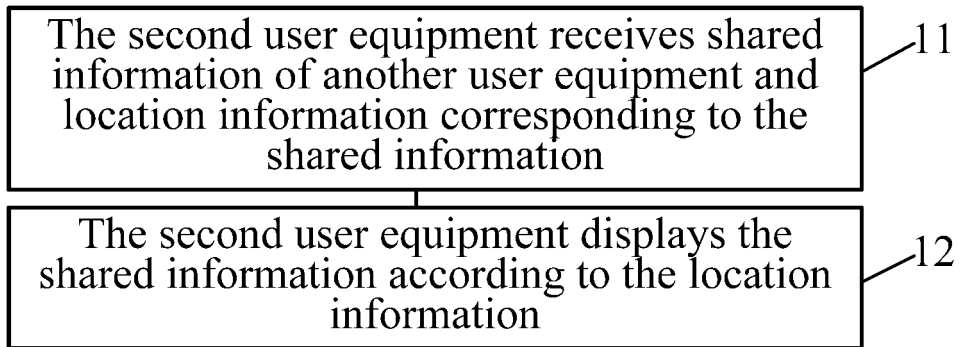 The second user equipment receives shared
information of another user equipment and
location information corresponding to the
shared information
11
The second user equipment displays the
shared information according to the location
information
12